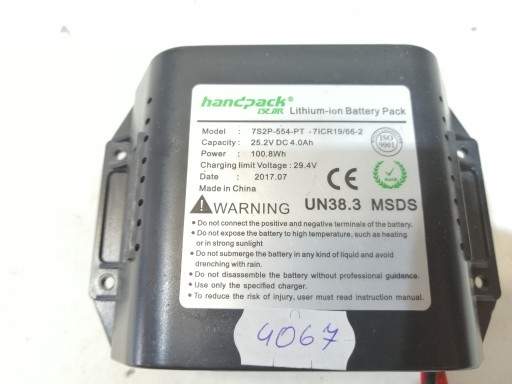 handpack®
Lithium-ion Battery Pack
Model : 7S2P-554-PT - 7ICR19/66-2
Capacity : 25.2V DC 4.0Ah
Power : 100.8Wh
Charging limit Voltage : 29.4V
Date : 2017.07
Made in China
ISO
9001
CE
RoHS
WARNING UN38.3 MSDS
• Do not connect the positive and negative terminals of the battery.
• Do not expose the battery to high temperature, such as heating
or in strong sunlight
• Do not submerge the battery in any kind of liquid and avoid
drenching with rain.
• Do not disassemble the battery without professional guidance.
• Use only the specified charger.
• To reduce the risk of injury, user must read instruction manual.
4067